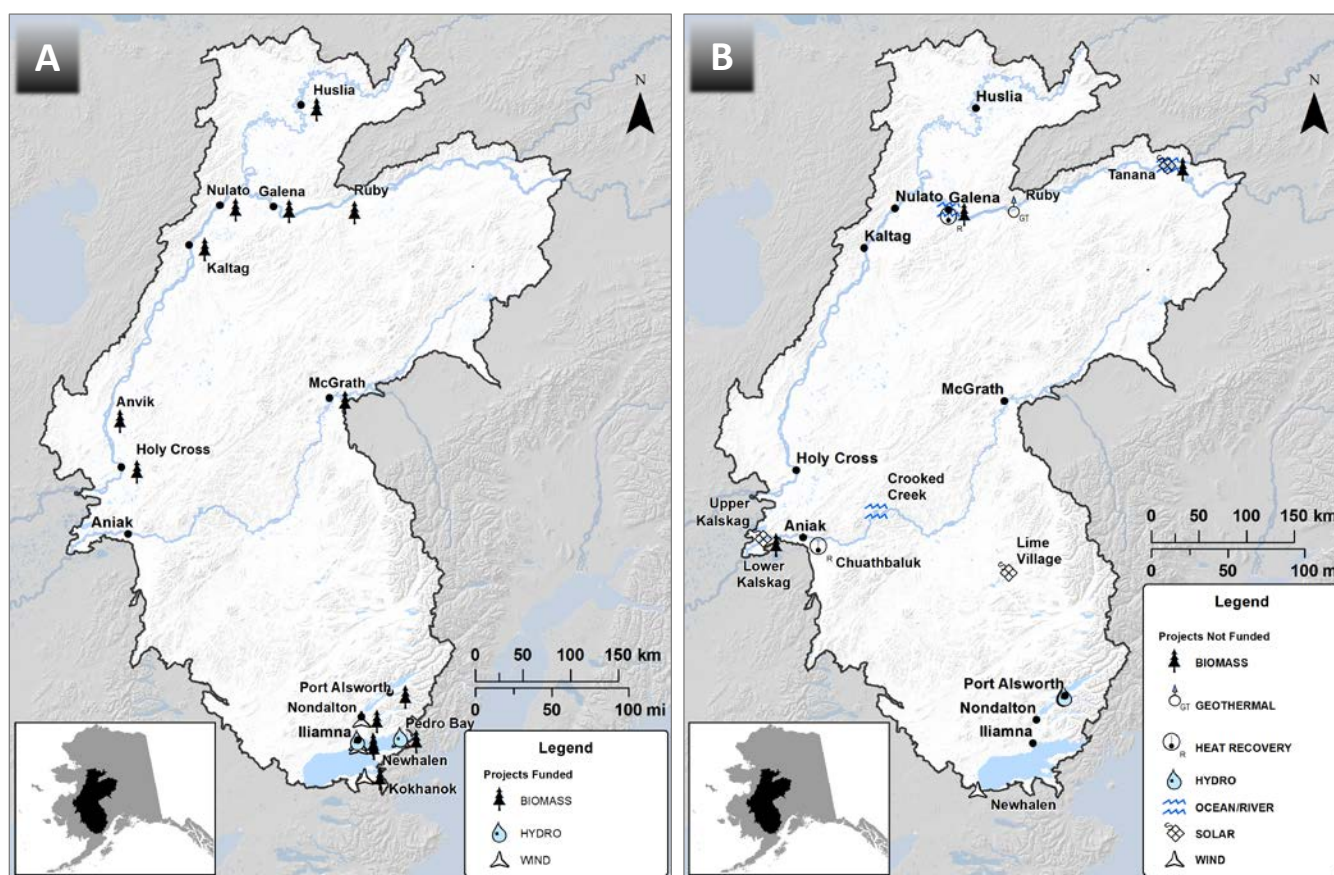 A
N
Huslia
Nulato
Galena
Ruby
Kaltag
McGrath
Anvik
Holy Cross
Aniak
0 50 100 150 km
0 50 100 mi
Port Alsworth
Nondalton
Iliamna
Pedro Bay
Newhalen
Kokhanok
Legend
Projects Funded
BIOMASS
HYDRO
WIND
B
N
Huslia
Tanana
S
Nulato
Galena
Ruby
R
GT
Kaltag
McGrath
Holy Cross
Crooked
Creek
Upper
Kalskag
Aniak
R
Chuathbaluk
Lower
Kalskag
Lime
Village
S
0 50 100 150 km
0 50 100 mi
Port Alsworth
Nondalton
Iliamna
Newhalen
Legend
Projects Not Funded
BIOMASS
GT
GEOTHERMAL
R
HEAT RECOVERY
HYDRO
OCEAN/RIVER
S
SOLAR
WIND